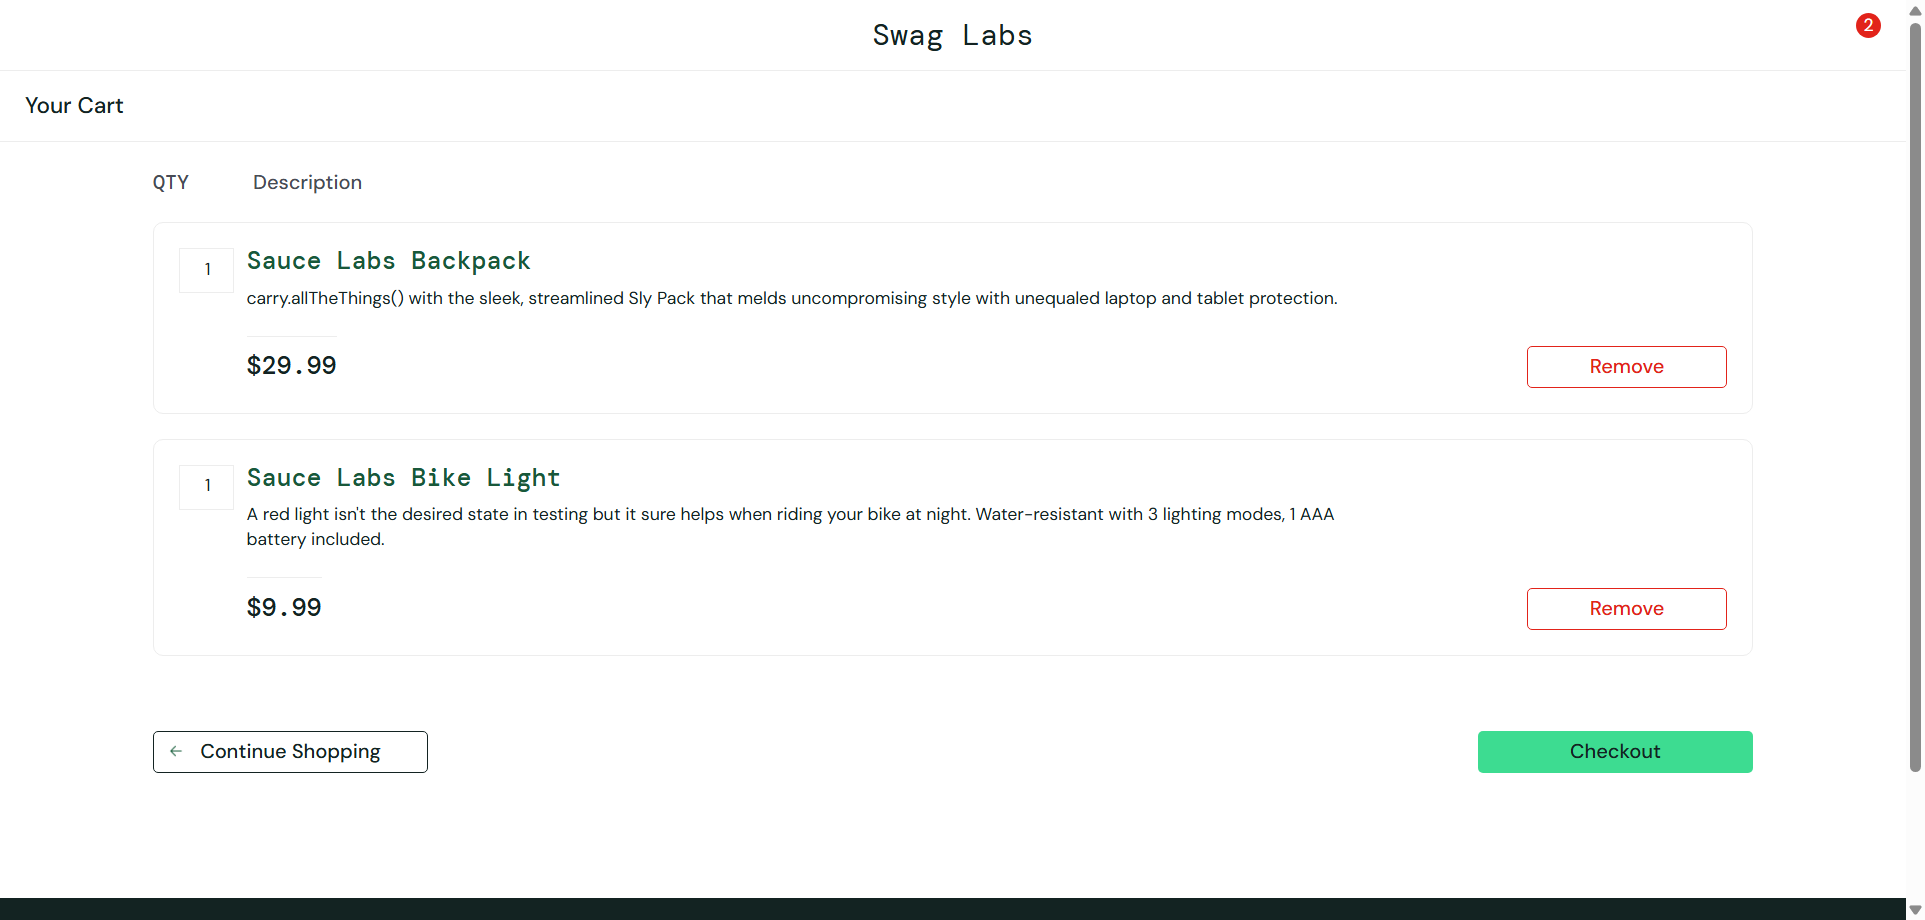 Swag Labs
2
Your Cart
QTY Description
1 Sauce Labs Backpack
carry.allTheThings() with the sleek, streamlined Sly Pack that melds uncompromising style with unequaled laptop and tablet protection.
$29.99
Remove
1 Sauce Labs Bike Light
A red light isn't the desired state in testing but it sure helps when riding your bike at night. Water-resistant with 3 lighting modes, 1 AAA
battery included.
$9.99
Remove
Continue Shopping
Checkout